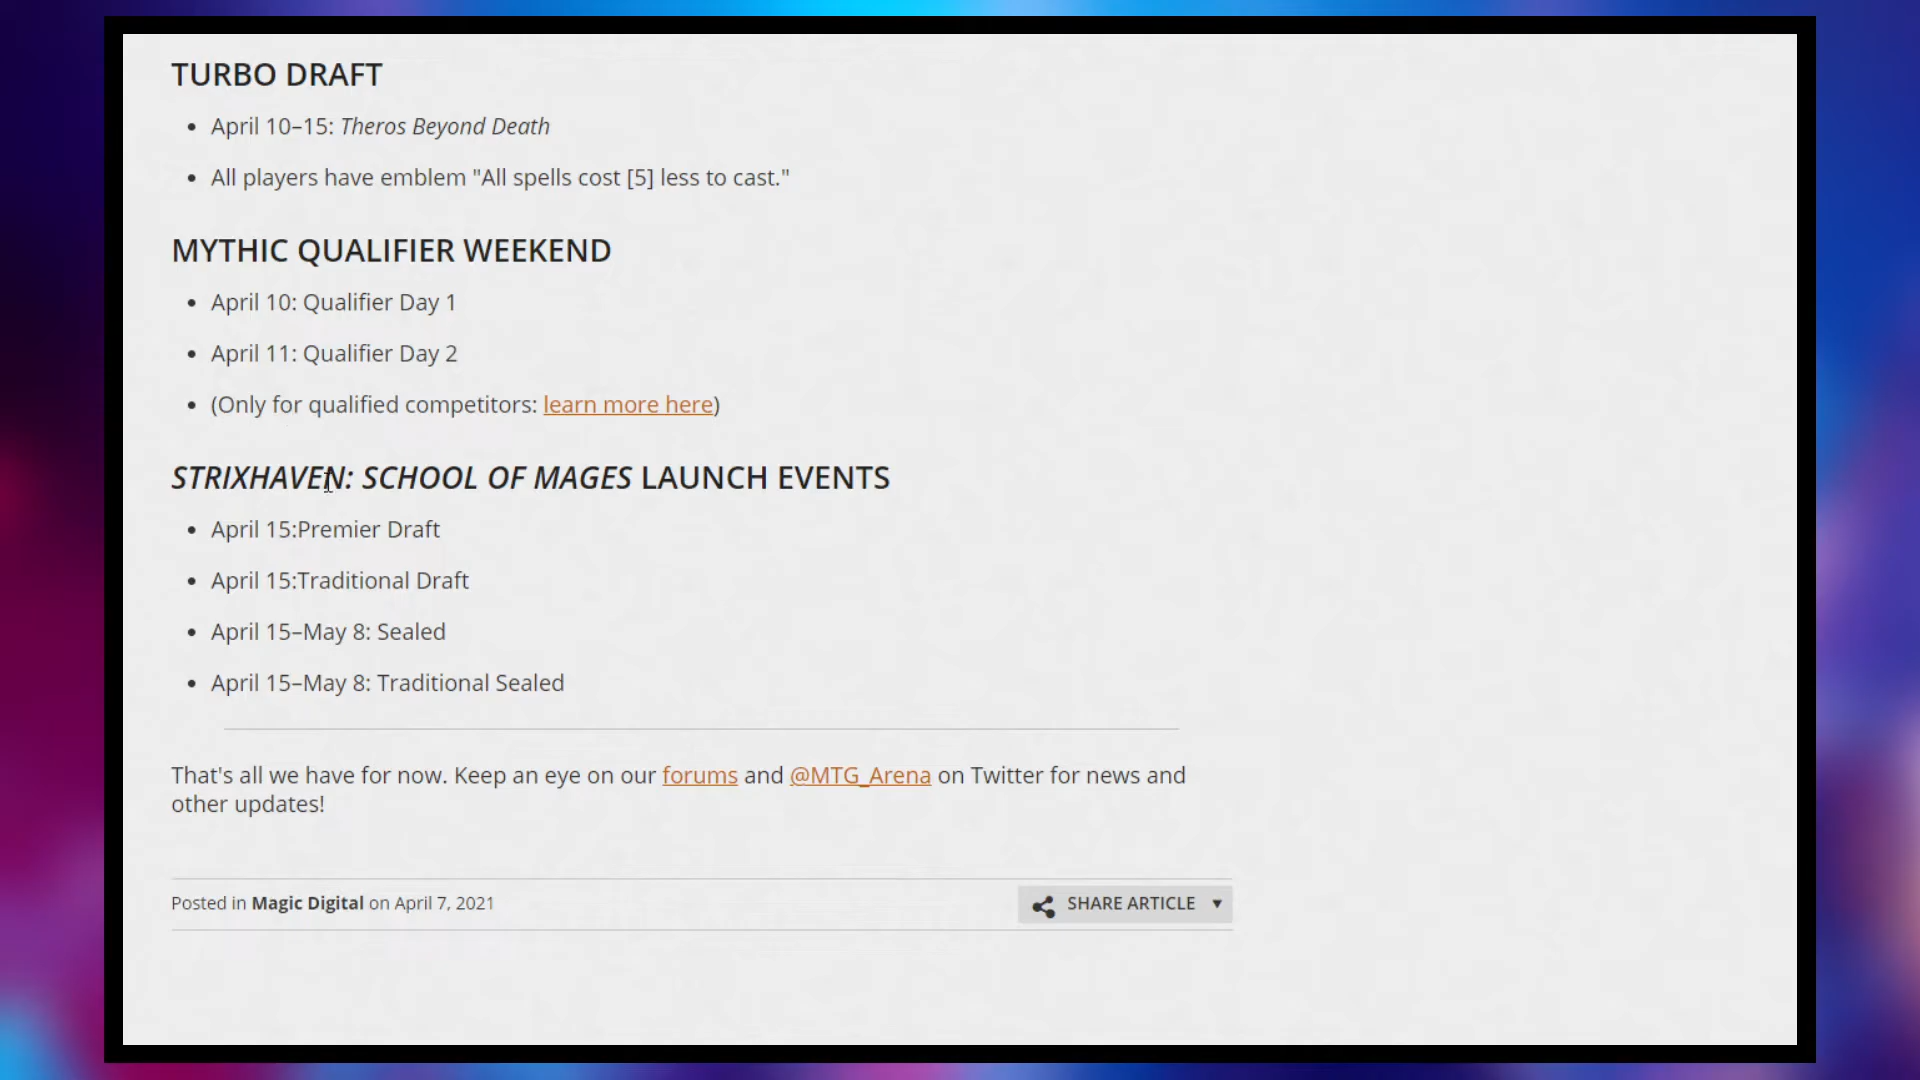 TURBO DRAFT
• April 10–15: Theros Beyond Death
• All players have emblem "All spells cost [5] less to cast."
MYTHIC QUALIFIER WEEKEND
• April 10: Qualifier Day 1
• April 11: Qualifier Day 2
• (Only for qualified competitors: learn more here)
STRIXHAVEN: SCHOOL OF MAGES LAUNCH EVENTS
• April 15:Premier Draft
• April 15:Traditional Draft
• April 15–May 8: Sealed
• April 15–May 8: Traditional Sealed
That's all we have for now. Keep an eye on our forums and @MTG_Arena on Twitter for news and
other updates!
Posted in Magic Digital on April 7, 2021
SHARE ARTICLE ▼